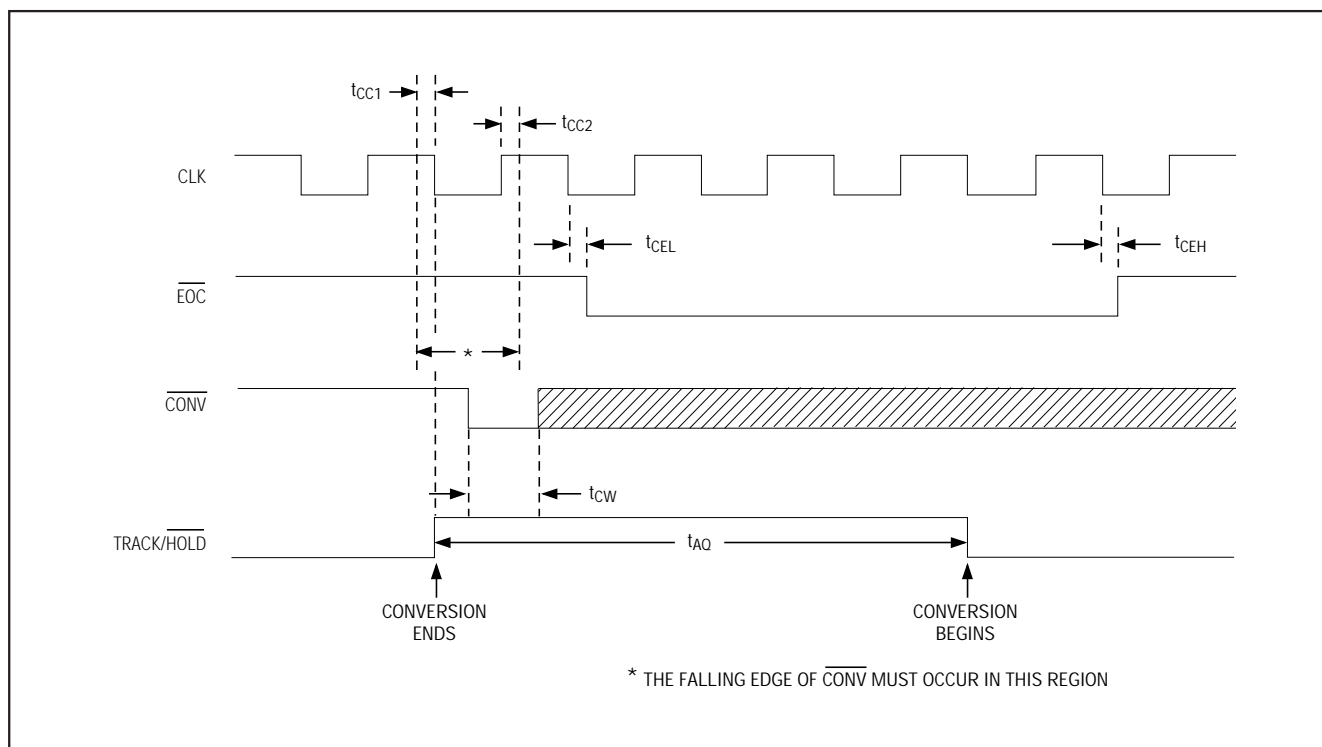 tCC1
tCC2
CLK
tCEL
tCEH
EOC
*
CONV
tCW
TRACK/HOLD
tAQ
CONVERSION
ENDS
CONVERSION
BEGINS
* THE FALLING EDGE OF CONV MUST OCCUR IN THIS REGION